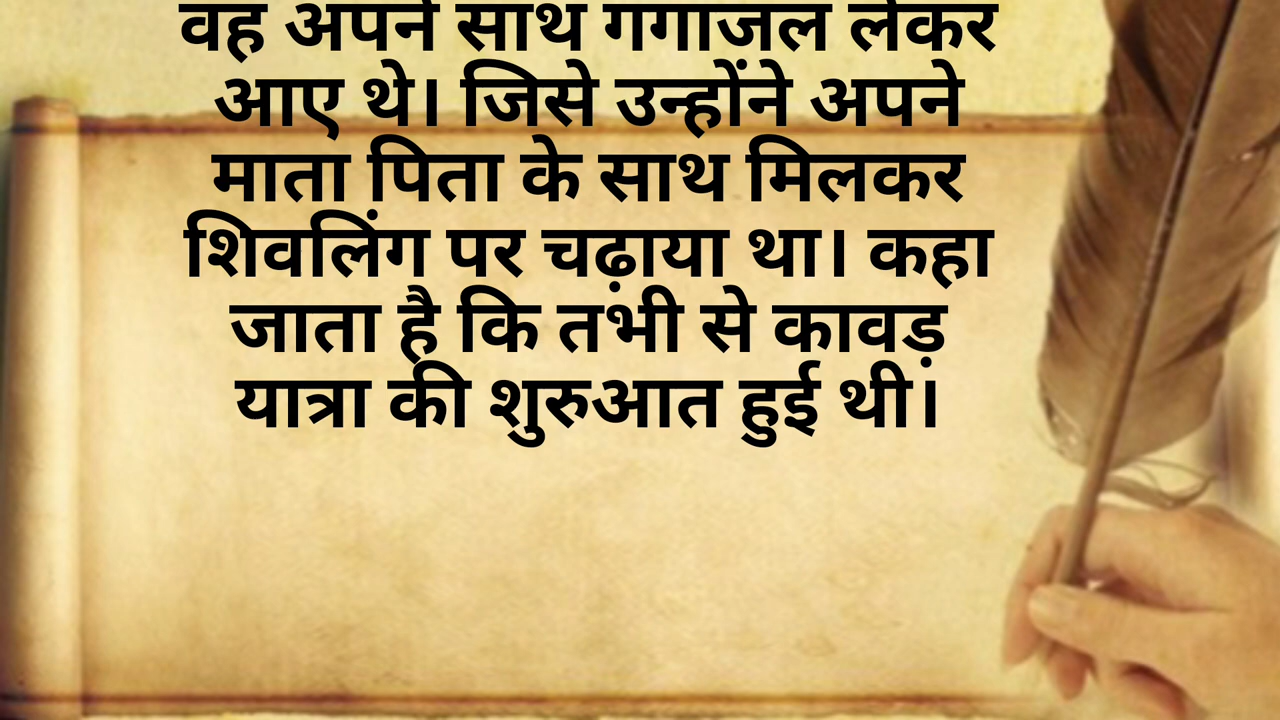 वह अपने साथ गंगाजल लेकर
आए थे। जिसे उन्होंने अपने
माता पिता के साथ मिलकर
शिवलिंग पर चढ़ाया था। कहा
जाता है कि तभी से कावड़
यात्रा की शुरुआत हुई थी।